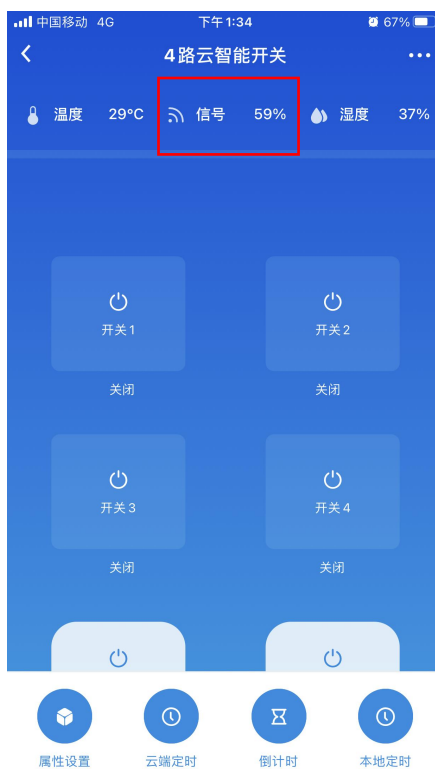 中国移动 4G 下午1:34 67%
4路云智能开关
温度 29°C 信号 59% 湿度 37%
开关1 开关2
关闭 关闭
开关3 开关4
关闭 关闭
属性设置 云端定时 倒计时 本地定时